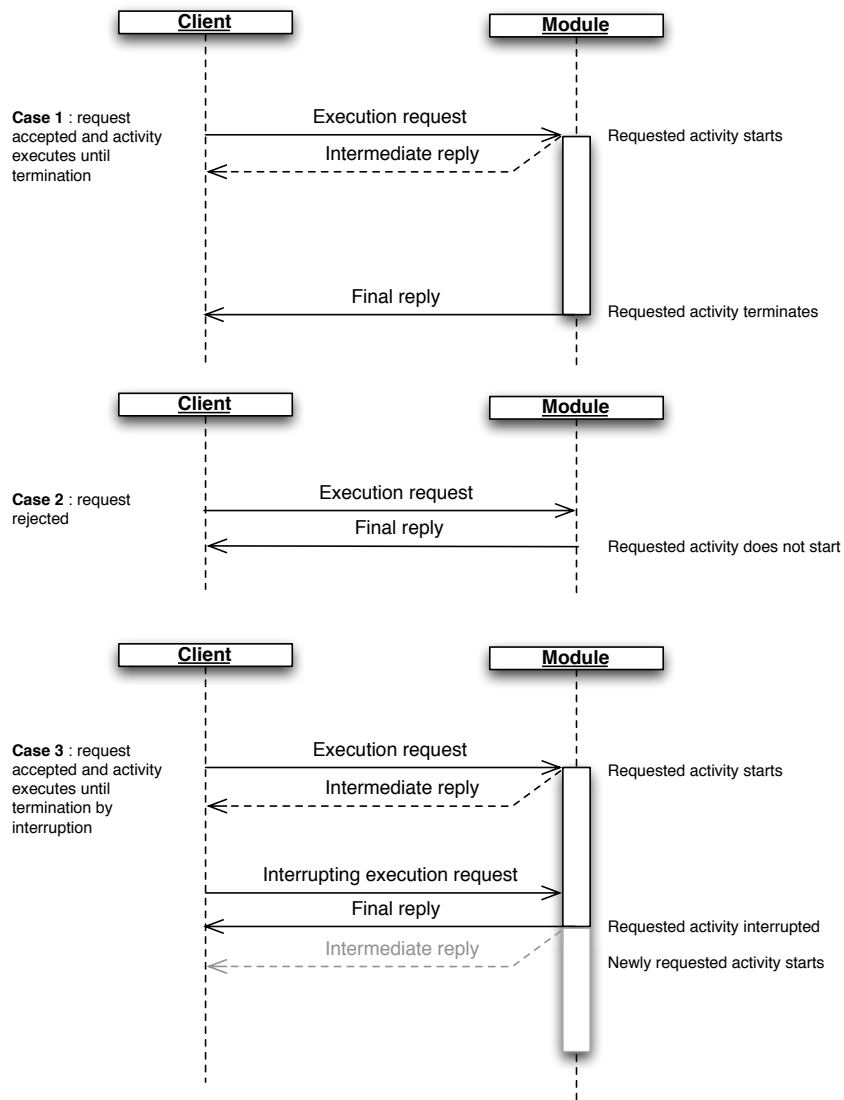 Client
Module
Case 1 : request
accepted and activity
executes until
termination
Execution request
Requested activity starts
Intermediate reply
Final reply
Requested activity terminates
Client
Module
Case 2 : request
rejected
Execution request
Final reply
Requested activity does not start
Client
Module
Case 3 : request
accepted and activity
executes until
termination by
interruption
Execution request
Requested activity starts
Intermediate reply
Interrupting execution request
Final reply
Requested activity interrupted
Intermediate reply
Newly requested activity starts